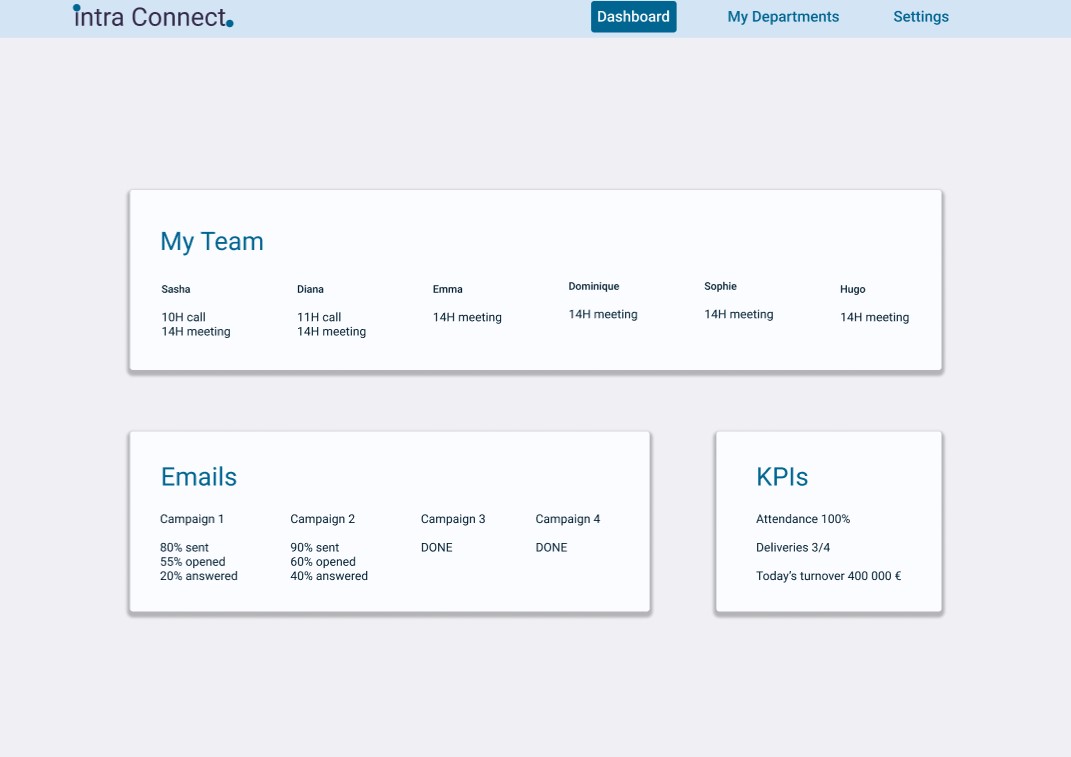 intra Connect.
Dashboard
My Departments
Settings
My Team
Sasha
10H call
14H meeting
Diana
11H call
14H meeting
Emma
14H meeting
Dominique
14H meeting
Sophie
14H meeting
Hugo
14H meeting
Emails
Campaign 1
80% sent
55% opened
20% answered
Campaign 2
90% sent
60% opened
40% answered
Campaign 3
DONE
Campaign 4
DONE
KPIs
Attendance 100%
Deliveries 3/4
Today's turnover 400 000 €